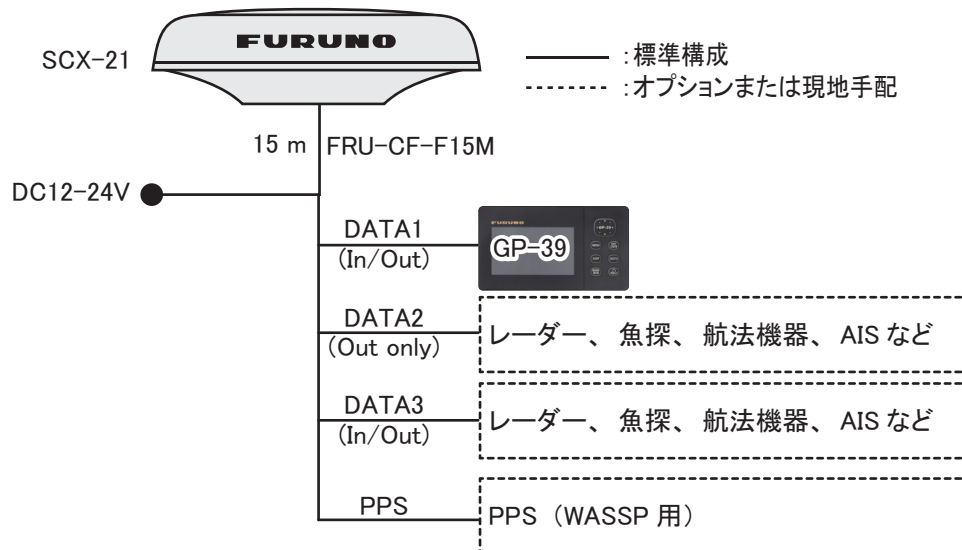 SCX-21
FURUNO
:標準構成
:オプションまたは現地手配
15 m
FRU-CF-F15M
DC12-24V
DATA1
(In/Out)
FURUNO
GP-39
DATA2
(Out only)
レーダー、 魚探、 航法機器、 AIS など
DATA3
(In/Out)
レーダー、 魚探、 航法機器、 AIS など
PPS
PPS (WASSP 用)